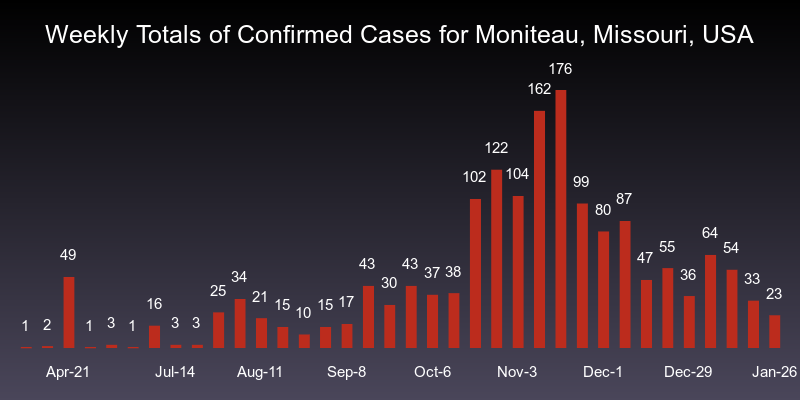 Weekly Totals of Confirmed Cases for Moniteau, Missouri, USA
1 2 49 1 3 1 16 3 3 25 34 21 15 10 15 17 43 30 43 37 38 102 122 104 162 176 99 80 87 47 55 36 64 54 33 23
Apr-21 Jul-14 Aug-11 Sep-8 Oct-6 Nov-3 Dec-1 Dec-29 Jan-26